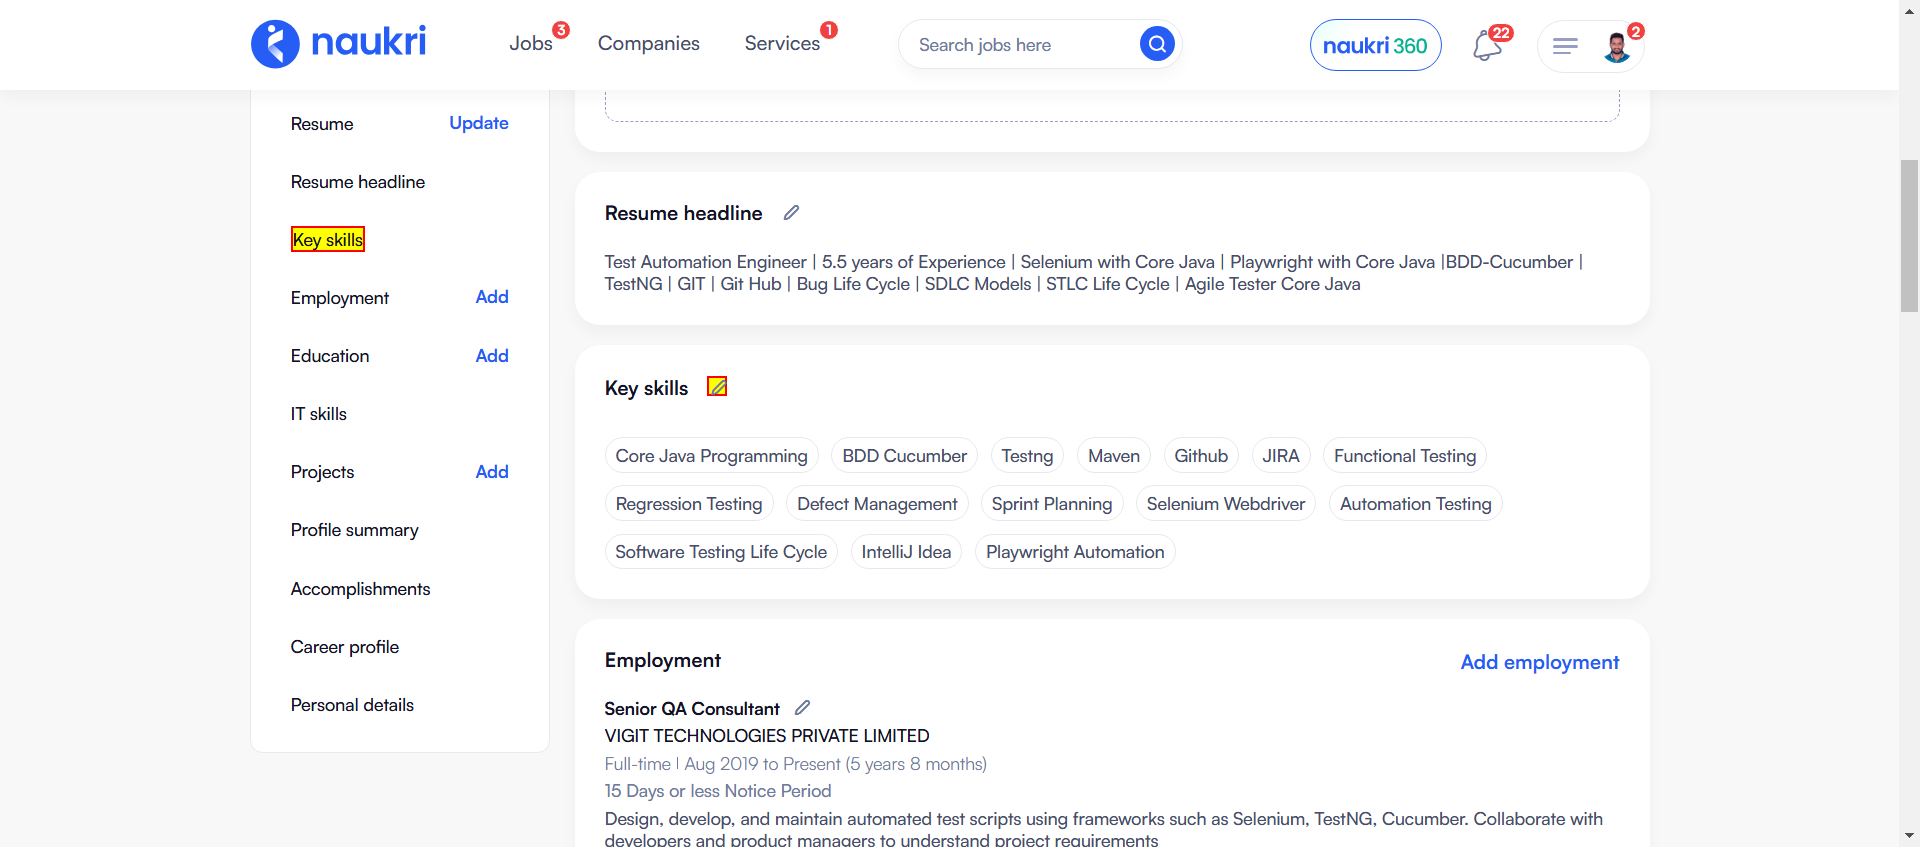 naukri
Jobs 3
Companies
Services 1
Search jobs here
naukri 360
22
2
Resume Update
Resume headline
Key skills
Employment Add
Education Add
IT skills
Projects Add
Profile summary
Accomplishments
Career profile
Personal details
Resume headline
Test Automation Engineer | 5.5 years of Experience | Selenium with Core Java | Playwright with Core Java |BDD-Cucumber |
TestNG | GIT | Git Hub | Bug Life Cycle | SDLC Models | STLC Life Cycle | Agile Tester Core Java
Key skills
Core Java Programming BDD Cucumber Testng Maven Github JIRA Functional Testing
Regression Testing Defect Management Sprint Planning Selenium Webdriver Automation Testing
Software Testing Life Cycle IntelliJ Idea Playwright Automation
Employment Add employment
Senior QA Consultant
VIGIT TECHNOLOGIES PRIVATE LIMITED
Full-time | Aug 2019 to Present (5 years 8 months)
15 Days or less Notice Period
Design, develop, and maintain automated test scripts using frameworks such as Selenium, TestNG, Cucumber. Collaborate with
developers and product managers to understand project requirements